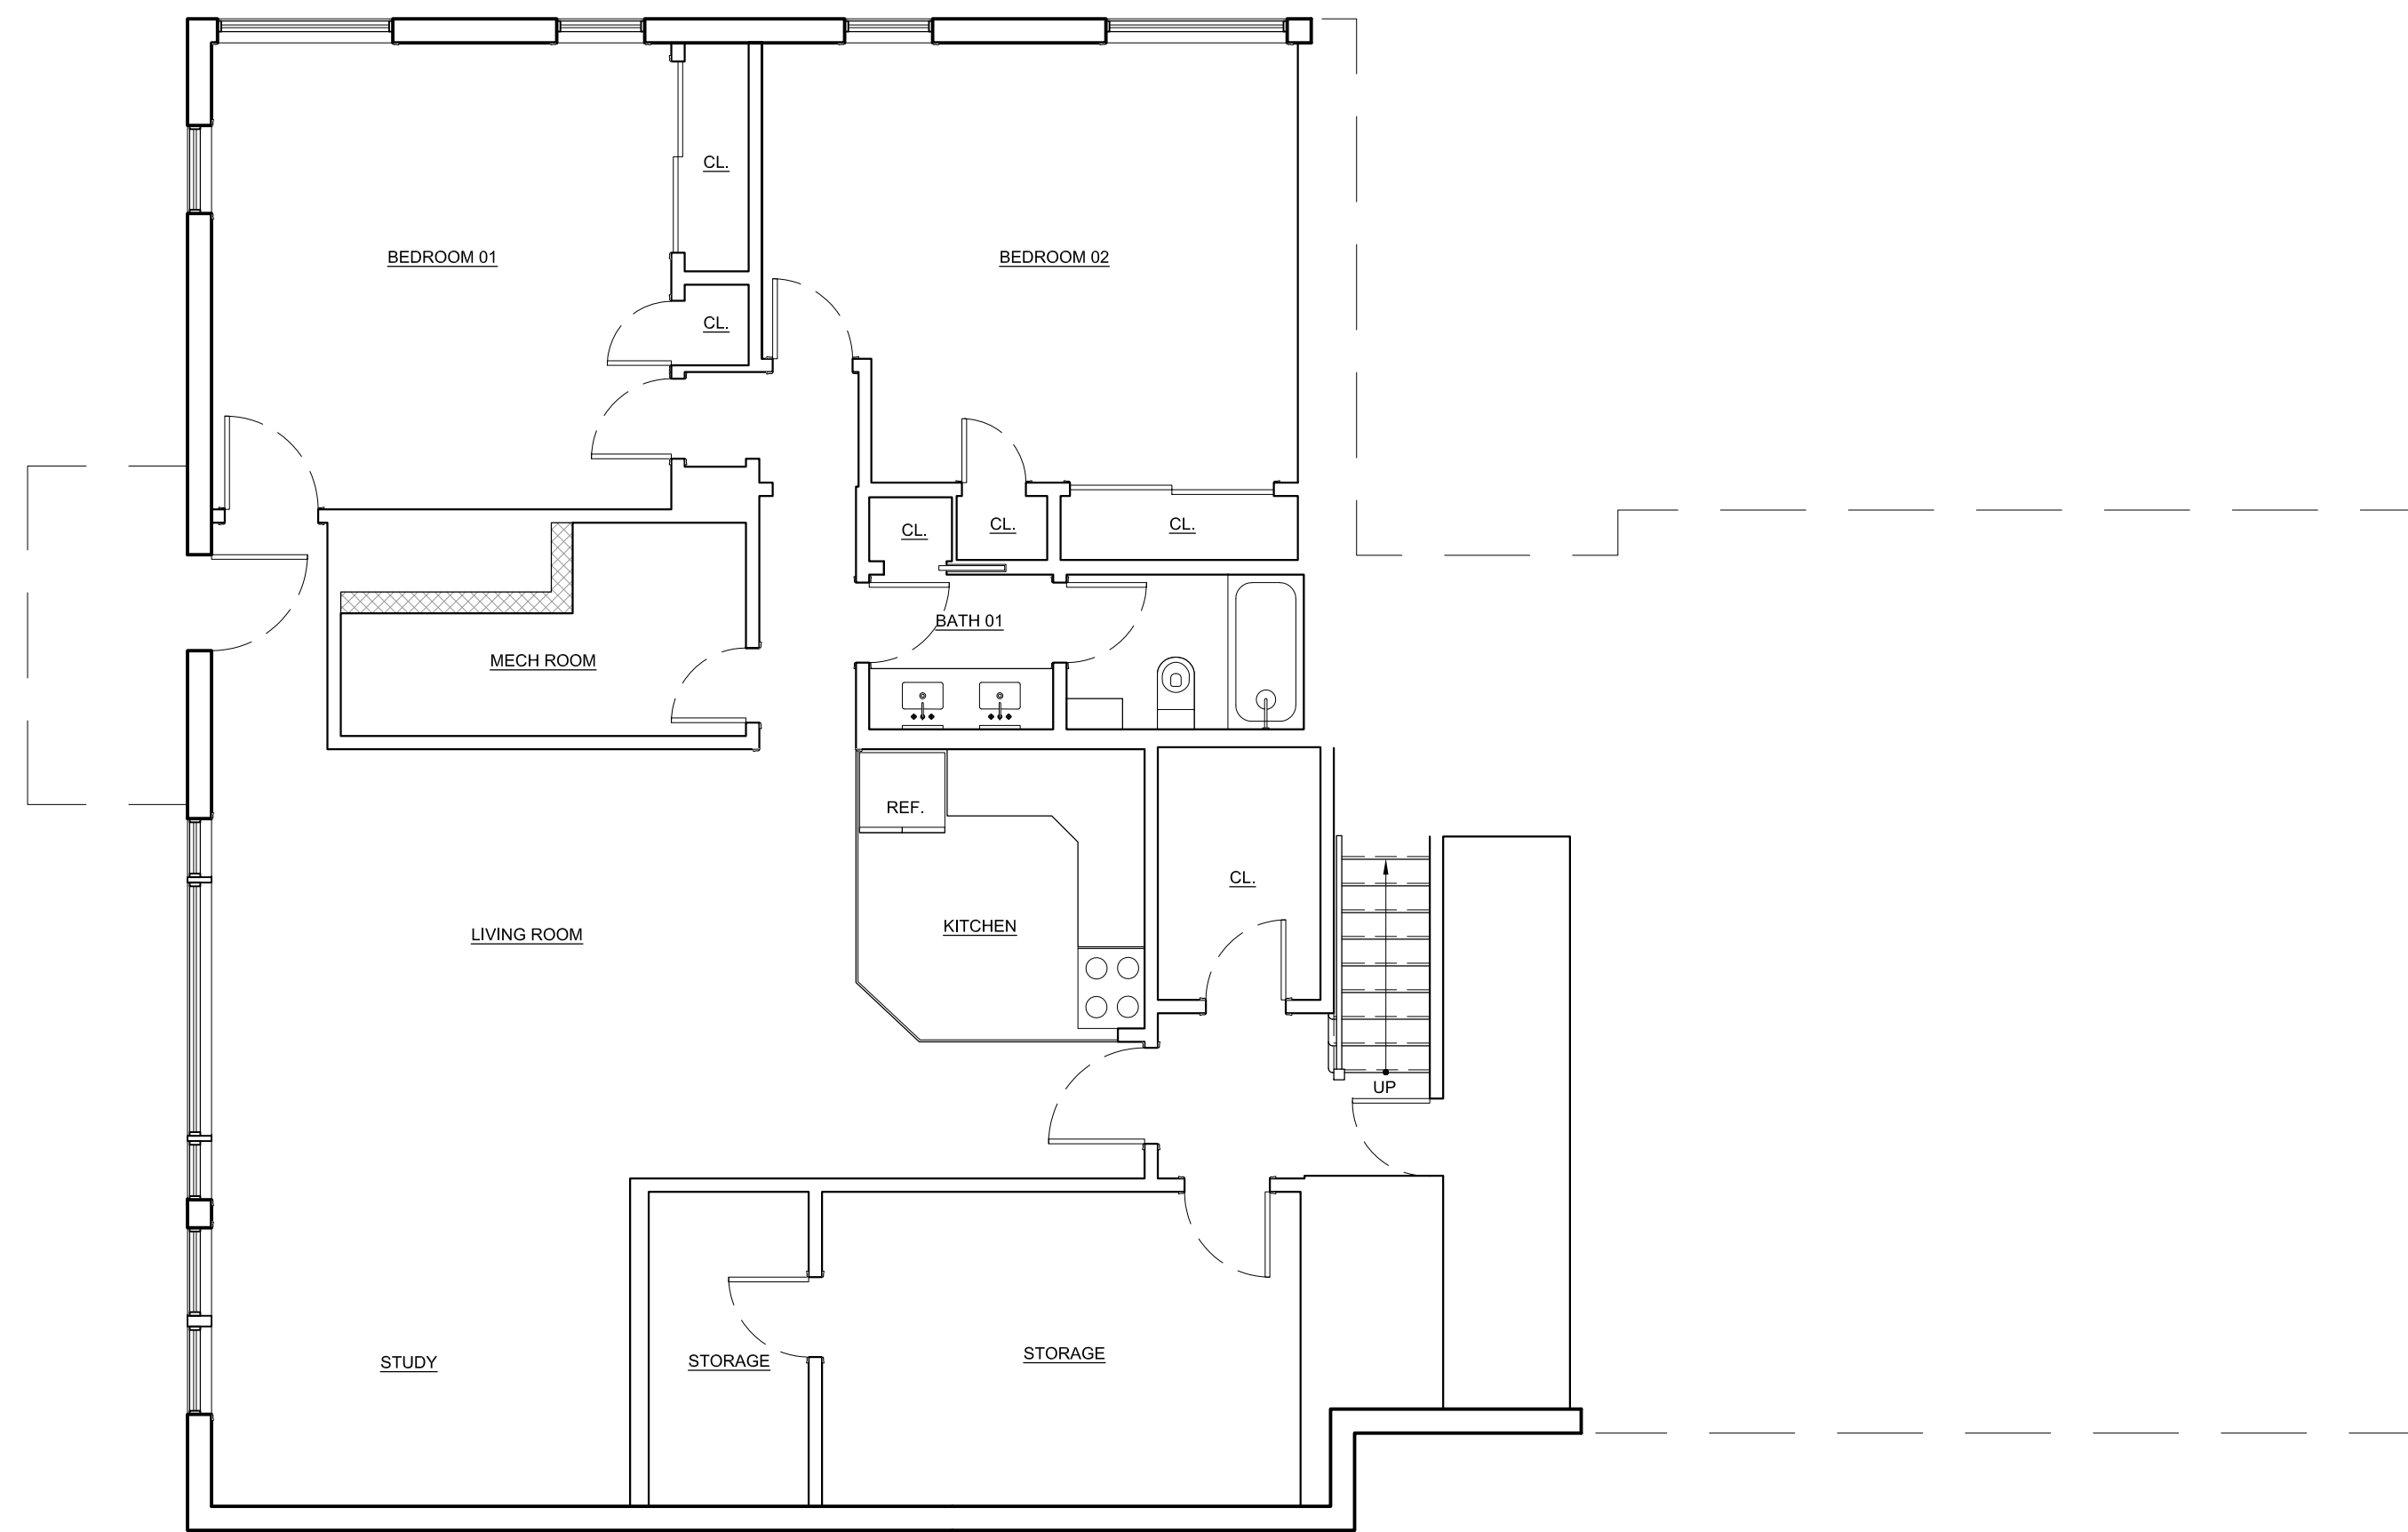 CL.
BEDROOM 01
BEDROOM 02
CL.
CL.
CL.
CL.
BATH 01
MECH ROOM
REF.
CL.
KITCHEN
LIVING ROOM
UP
STORAGE
STORAGE
STUDY
CL.